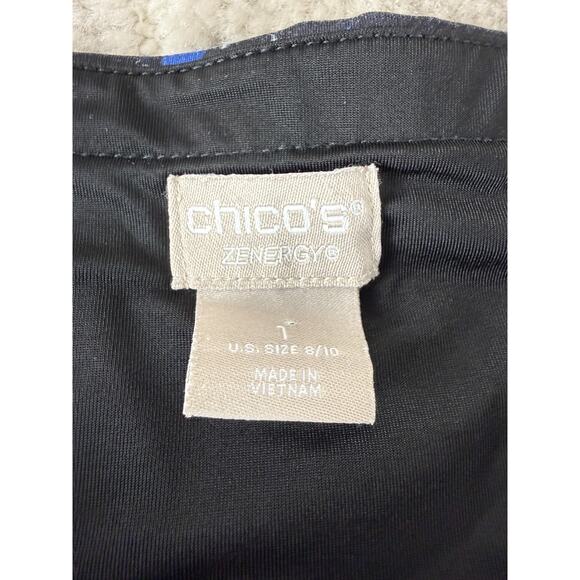 chico's®
ZENERGY®
1
U.S. SIZE 8/10
MADE IN
VIETNAM